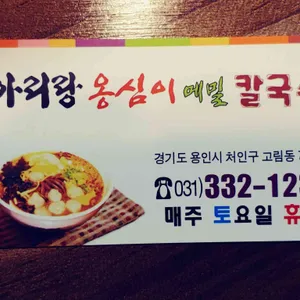 아리랑 옹심이 메밀 칼국
경기도 용인시 처인구 고림동
☎031)332-12
매주 토요일 휴